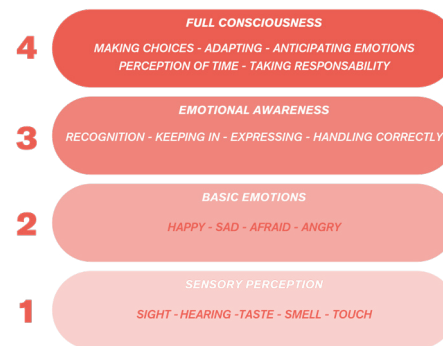 4
FULL CONSCIOUSNESS
MAKING CHOICES - ADAPTING - ANTICIPATING EMOTIONS
PERCEPTION OF TIME - TAKING RESPONSABILITY
3
EMOTIONAL AWARENESS
RECOGNITION - KEEPING IN - EXPRESSING - HANDLING CORRECTLY
2
BASIC EMOTIONS
HAPPY - SAD - AFRAID - ANGRY
1
SENSORY PERCEPTION
SIGHT - HEARING -TASTE - SMELL - TOUCH